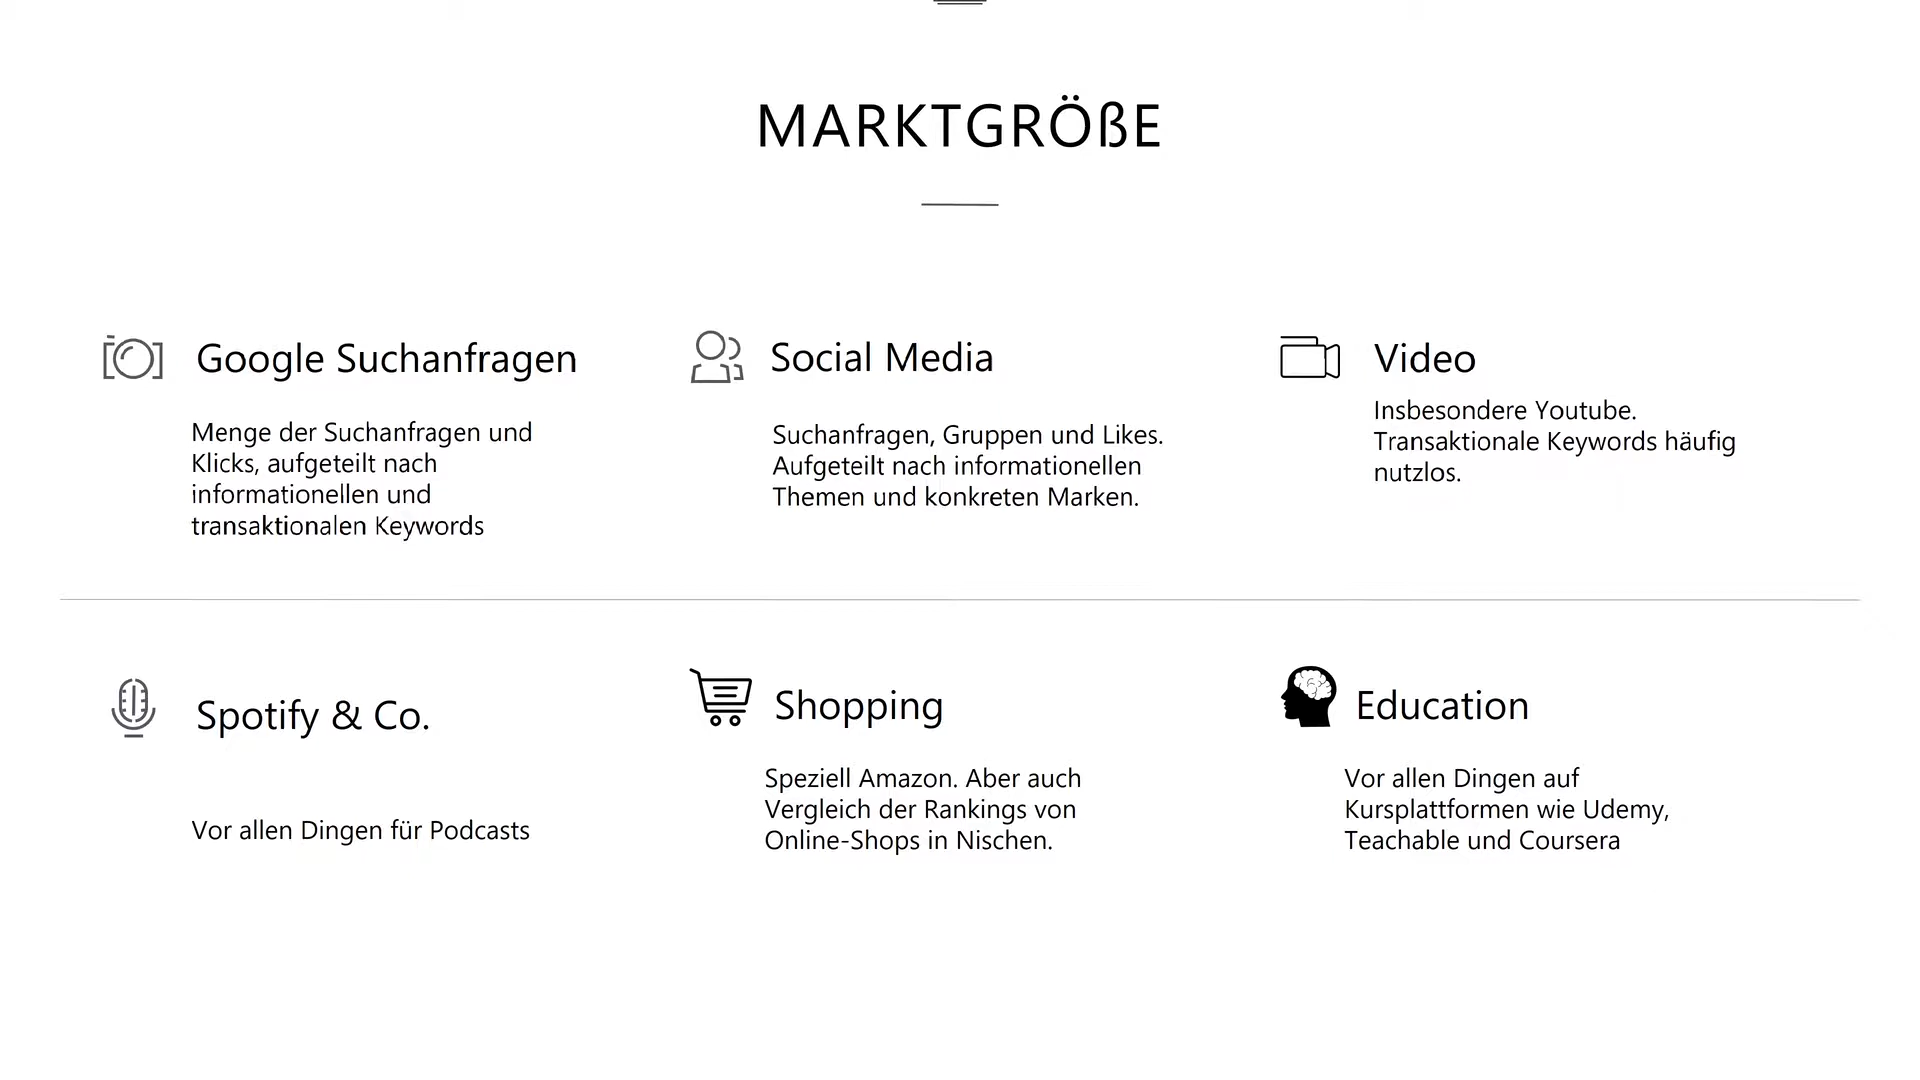 MARKTGRÖßE
Google Suchanfragen
Menge der Suchanfragen und
Klicks, aufgeteilt nach
informationellen und
transaktionalen Keywords
Social Media
Suchanfragen, Gruppen und Likes.
Aufgeteilt nach informationellen
Themen und konkreten Marken.
Video
Insbesondere Youtube.
Transaktionale Keywords häufig
nutzlos.
Spotify & Co.
Vor allen Dingen für Podcasts
Shopping
Speziell Amazon. Aber auch
Vergleich der Rankings von
Online-Shops in Nischen.
Education
Vor allen Dingen auf
Kursplattformen wie Udemy,
Teachable und Coursera